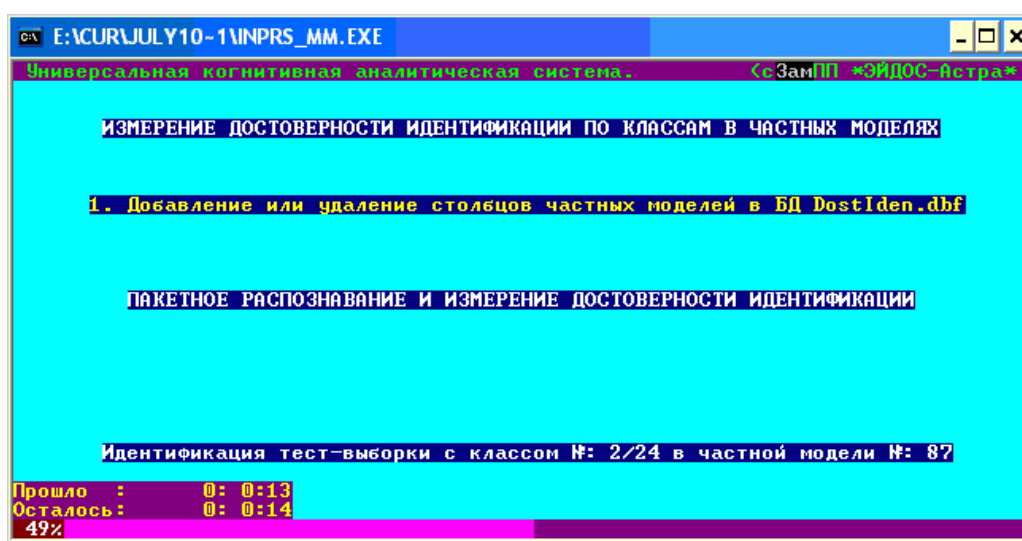 E:\CUR\JULY10~1\INPRS_MM.EXE
Универсальная когнитивная аналитическая система. (сЗамПП *ЭЙДОС-Астра*
ИЗМЕРЕНИЕ ДОСТОВЕРНОСТИ ИДЕНТИФИКАЦИИ ПО КЛАССАМ В ЧАСТНЫХ МОДЕЛЯХ
1. Добавление или удаление столбцов частных моделей в БД DostIden.dbf
ПАКЕТНОЕ РАСПОЗНАВАНИЕ И ИЗМЕРЕНИЕ ДОСТОВЕРНОСТИ ИДЕНТИФИКАЦИИ
Идентификация тест-выборки с классом №: 2/24 в частной модели №: 87
Прошло : 0: 0:13
Осталось: 0: 0:14
49%